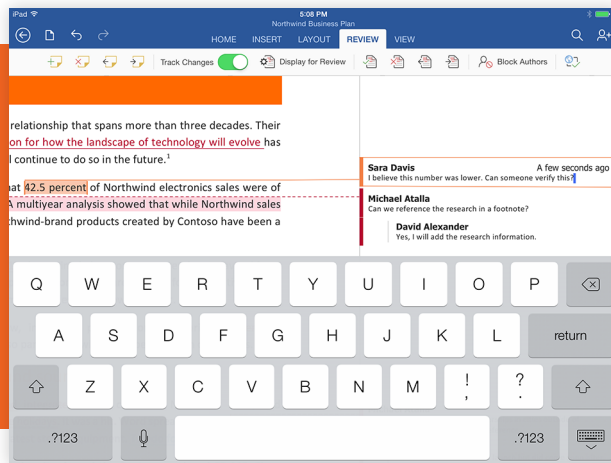 iPad 5:08 PM
Northwind Business Plan
HOME INSERT LAYOUT REVIEW VIEW
Track Changes Display for Review Block Authors
relationship that spans more than three decades. Their
on for how the landscape of technology will evolve has
continue to do so in the future.1
at 42.5 percent of Northwind electronics sales were of
A multiyear analysis showed that while Northwind sales
hwind-brand products created by Contoso have been a
Sara Davis A few seconds ago
I believe this number was lower. Can someone verify this?
Michael Atalla
Can we reference the research in a footnote?
David Alexander
Yes, I will add the research information.
Q W E R T Y U I O P
A S D F G H J K L return
Z X C V B N M ! , ? .
.?123 .?123